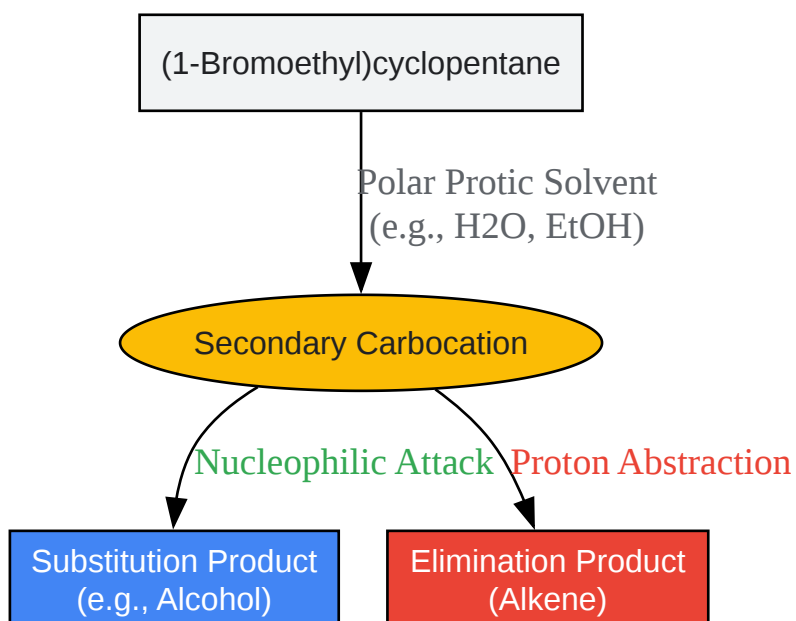 (1-Bromoethyl)cyclopentane
Polar Protic Solvent
(e.g., H2O, EtOH)
Secondary Carbocation
Nucleophilic Attack
Proton Abstraction
Substitution Product
(e.g., Alcohol)
Elimination Product
(Alkene)